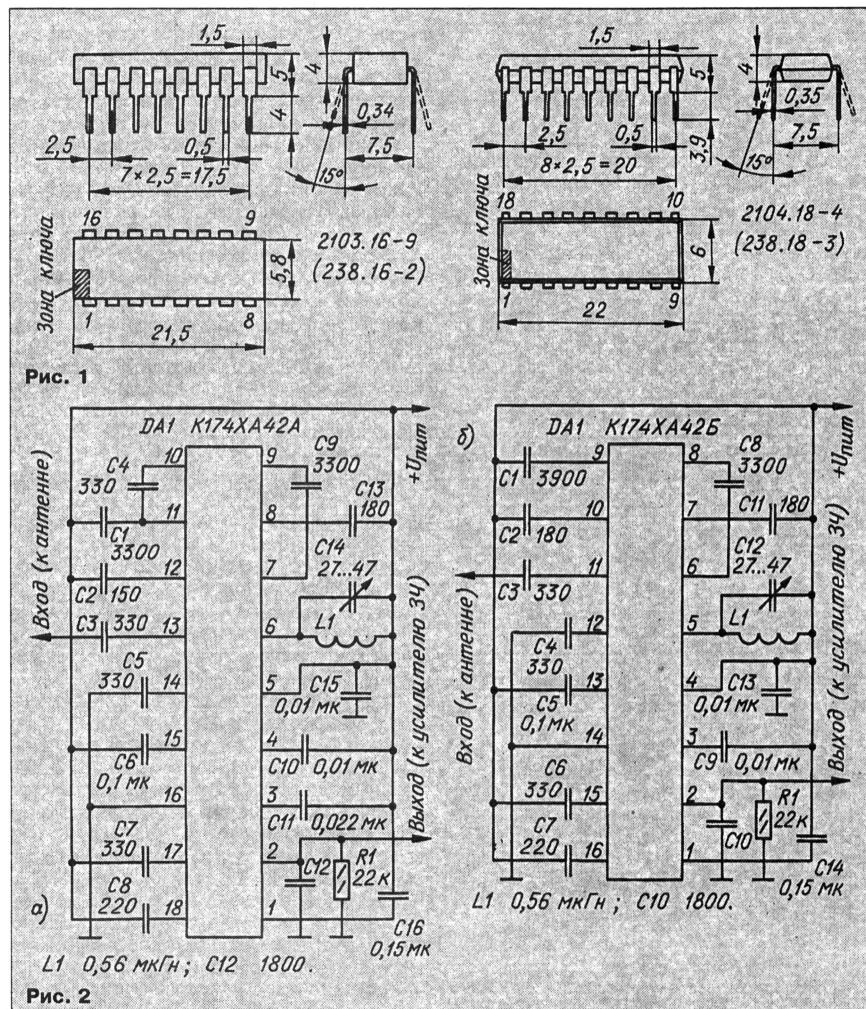 1,5
5
4
0,34
2,5
0,5
7,5
7×2,5=17,5
15°
16
9
Зона ключа
5,8
2103.16-9
(238.16-2)
1
8
21,5
1,5
5
4
0,35
2,5
0,5
3,9
7,5
8×2,5=20
15°
18
10
Зона ключа
6
2104.18-4
(238.18-3)
1
9
22
Рис. 1
DA1 К174ХА42А
Вход (к антенне)
C4
330
10
C1
3300
11
C2
150
12
C3 330
13
C5
330
14
C6
0,1 мк
15
16
C7
330
17
C8
220
18
9
C9
3300
8
C13
180
7
C14
27...47
6
L1
5
C15
0,01 мк
4
C10
0,01 мк
3
C11
0,022 мк
2
C12
R1
22к
1
C16
0,15 мк
+Uпит
Выход (к усилителю ЗЧ)
а)
L1 0,56 мкГн; C12 1800.
б)
DA1 К174ХА42Б
Вход (к антенне)
C1
3900
9
C2
180
10
C3
330
11
C4
330
12
C5
0,1 мк
13
14
C6
330
15
C7
220
16
8
C8
3300
7
C11
180
6
C12
27...47
5
L1
4
C13
0,01 мк
3
C9
0,01 мк
2
C10
R1
22к
1
C14
0,15 мк
+Uпит
Выход (к усилителю ЗЧ)
L1 0,56 мкГн; C10 1800.
Рис. 2